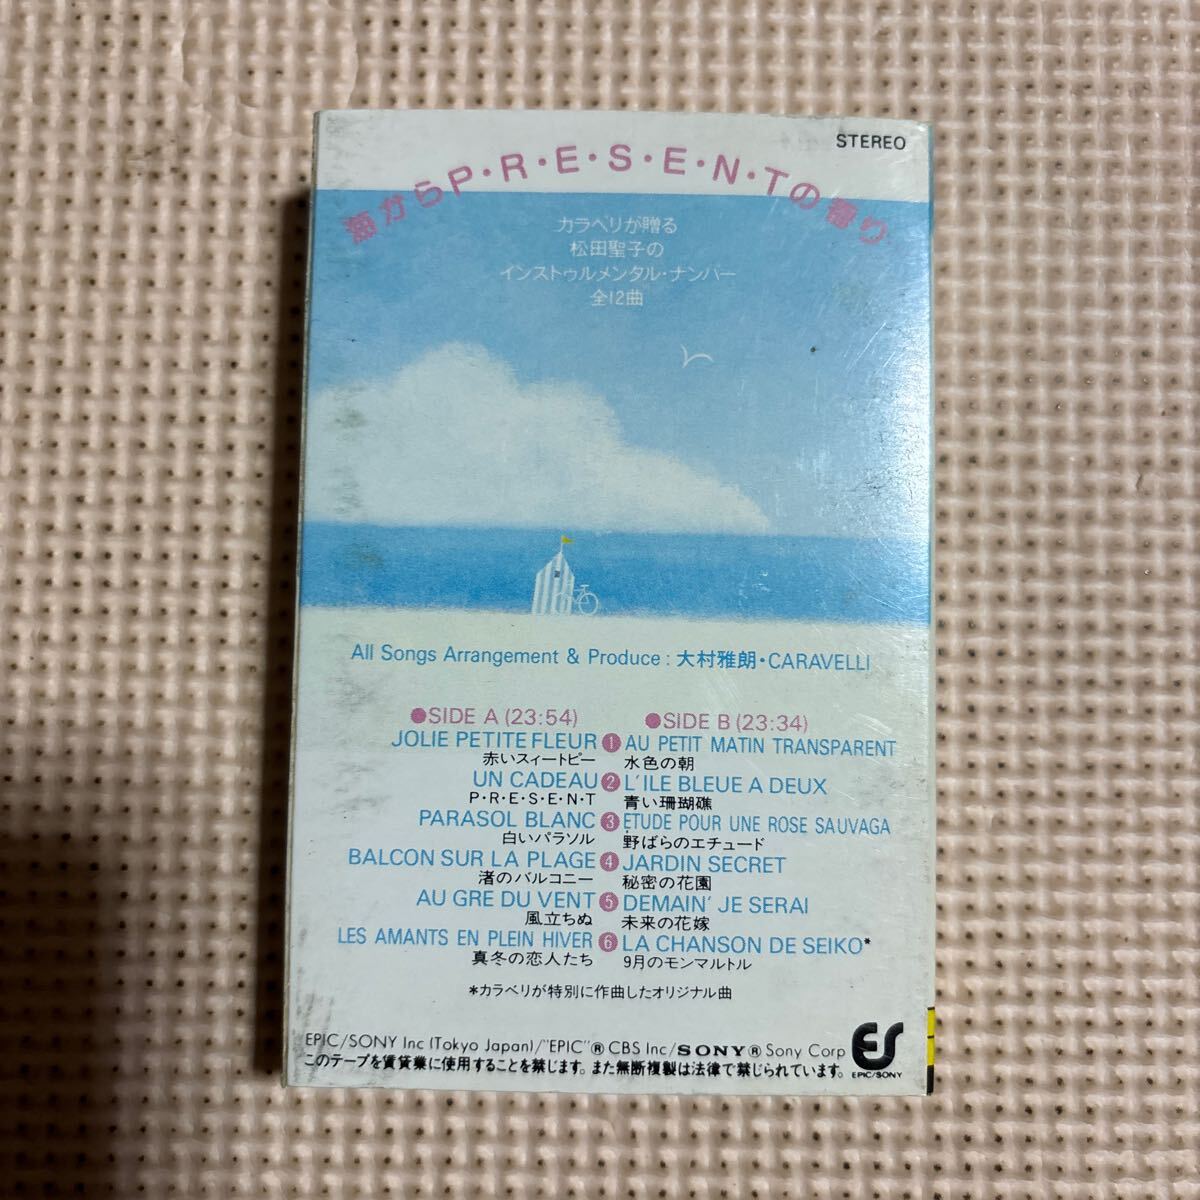 STEREO
海からP・R・E・S・E・N・Tの香り
カラベリが贈る
松田聖子の
インストゥルメンタル・ナンバー
全12曲
All Songs Arrangement & Produce : 大村雅朗・CARAVELLI
●SIDE A (23:54)
JOLIE PETITE FLEUR 1
赤いスィートピー
UN CADEAU 2
P・R・E・S・E・N・T
PARASOL BLANC 3
白いパラソル
BALCON SUR LA PLAGE 4
渚のバルコニー
AU GRE DU VENT 5
風立ちぬ
LES AMANTS EN PLEIN HIVER 6
真冬の恋人たち
●SIDE B (23:34)
AU PETIT MATIN TRANSPARENT
水色の朝
L'ILE BLEUE A DEUX
青い珊瑚礁
ETUDE POUR UNE ROSE SAUVAGA
野ばらのエチュード
JARDIN SECRET
秘密の花園
DEMAIN' JE SERAI
未来の花嫁
LA CHANSON DE SEIKO*
9月のモンマルトル
*カラベリが特別に作曲したオリジナル曲
EPIC/SONY Inc (Tokyo Japan)/"EPIC"® CBS Inc/SONY® Sony Corp
このテープを賃貸業に使用することを禁じます。また無断複製は法律で禁じられています。
ES
EPIC/SONY